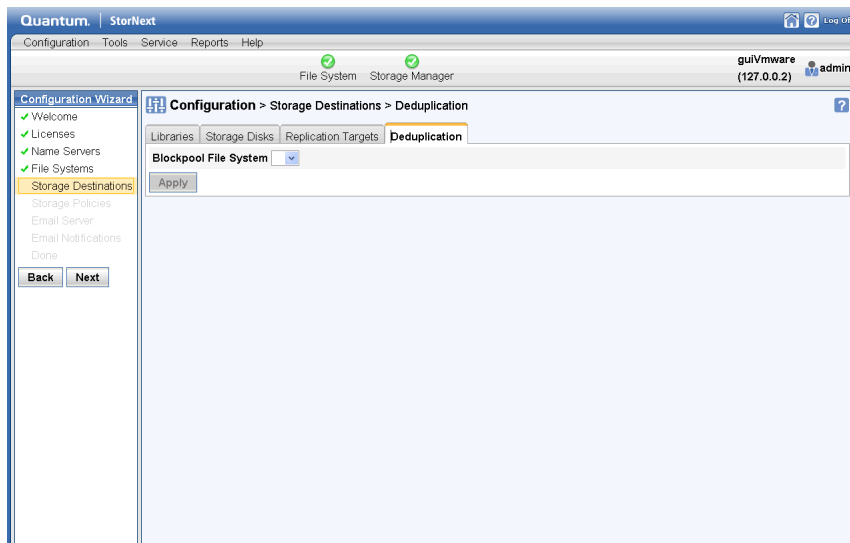 Quantum. StorNext
Log Of
Configuration Tools Service Reports Help
File System Storage Manager
guiVmware
(127.0.0.2)
admin
Configuration Wizard
Welcome
Licenses
Name Servers
File Systems
Storage Destinations
Storage Policies
Email Server
Email Notifications
Done
Back Next
Configuration > Storage Destinations > Deduplication
?
Libraries Storage Disks Replication Targets Deduplication
Blockpool File System
Apply